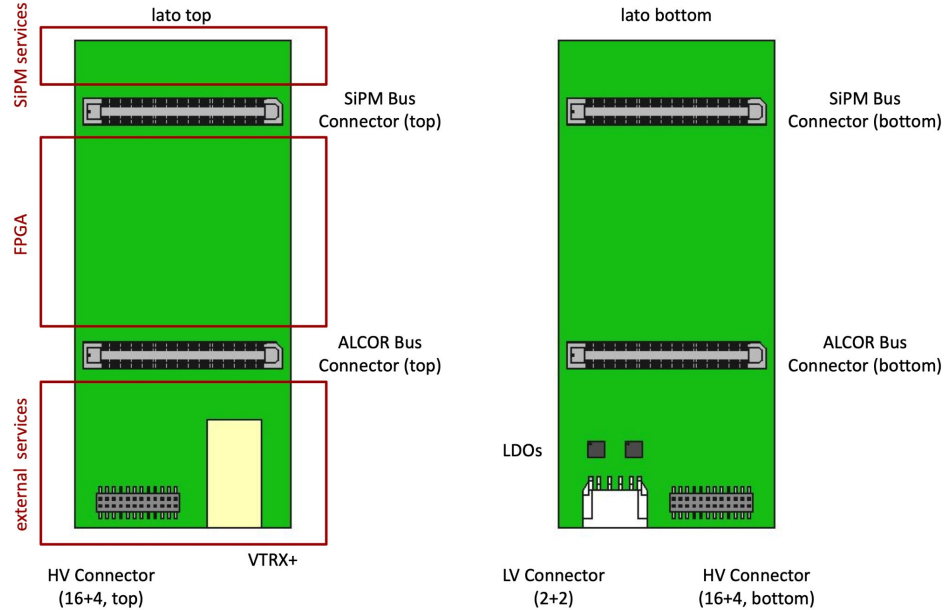 lato top
lato bottom
SiPM services
SiPM Bus
Connector (top)
SiPM Bus
Connector (bottom)
FPGA
ALCOR Bus
Connector (top)
ALCOR Bus
Connector (bottom)
external services
LDOs
VTRX+
HV Connector
(16+4, top)
LV Connector
(2+2)
HV Connector
(16+4, bottom)